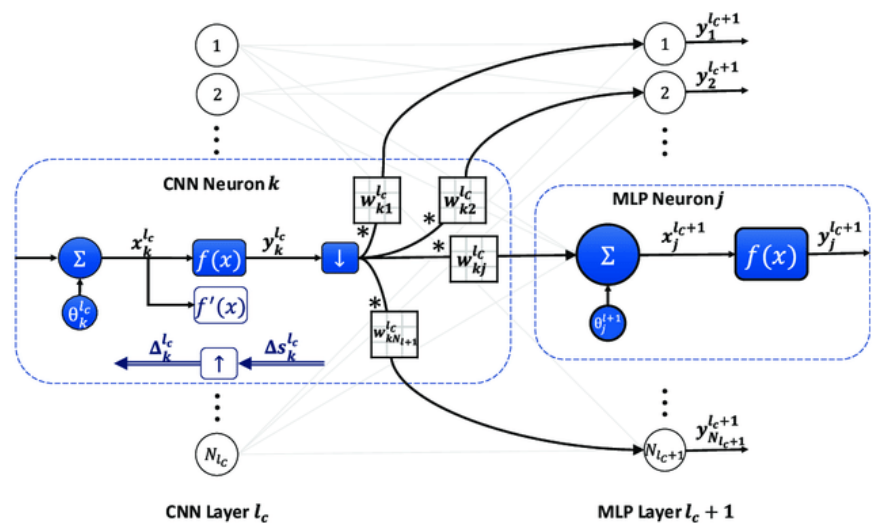 1
2
CNN Neuron k
Σ
θ_k^{l_c}
x_k^{l_c}
f(x)
f'(x)
y_k^{l_c}
↓
Δ_k^{l_c}
↑
Δs_k^{l_c}
N_{l_C}
CNN Layer l_c
*
w_{k1}^{l_C}
*
w_{k2}^{l_C}
*
w_{kj}^{l_C}
*
w_{kN_{l+1}}^{l_C}
1
y_1^{l_C+1}
2
y_2^{l_C+1}
MLP Neuron j
Σ
θ_j^{l+1}
x_j^{l_C+1}
f(x)
y_j^{l_C+1}
N_{l_C+1}
y_{N_{l_C+1}}^{l_C+1}
MLP Layer l_c + 1